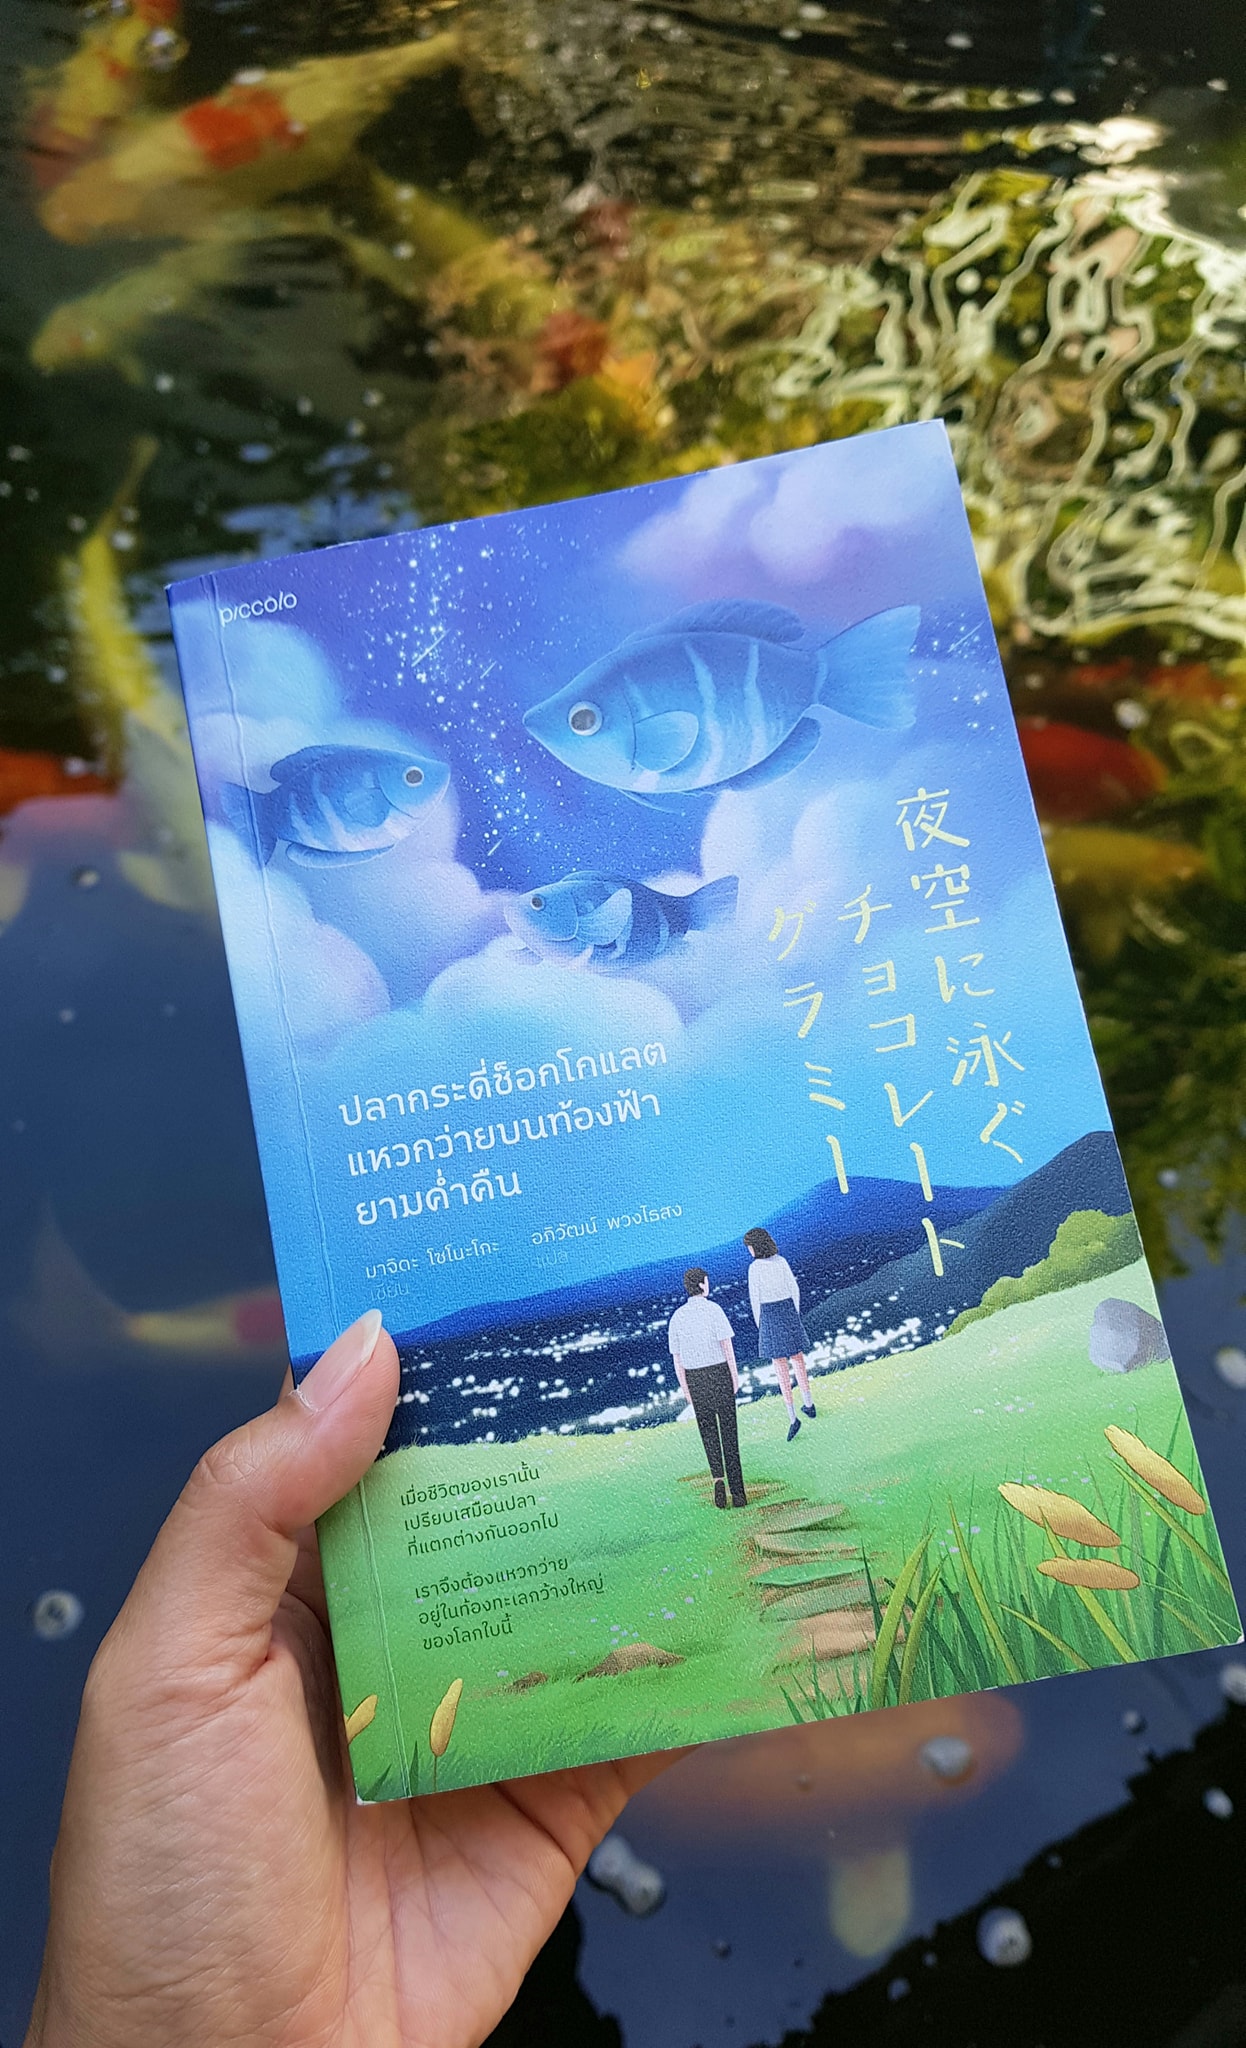 piccolo
夜空に泳ぐ
チョコレート
グラミー
ปลากระดี่ช็อกโกแลต
แหวกว่ายบนท้องฟ้า
ยามค่ำคืน
มาจิดะ โซโนะโกะ
เขียน
อภิวัฒน์ พวงไธสง
แปล
เมื่อชีวิตของเรานั้น
เปรียบเสมือนปลา
ที่แตกต่างกันออกไป
เราจึงต้องแหวกว่าย
อยู่ในท้องทะเลกว้างใหญ่
ของโลกใบนี้